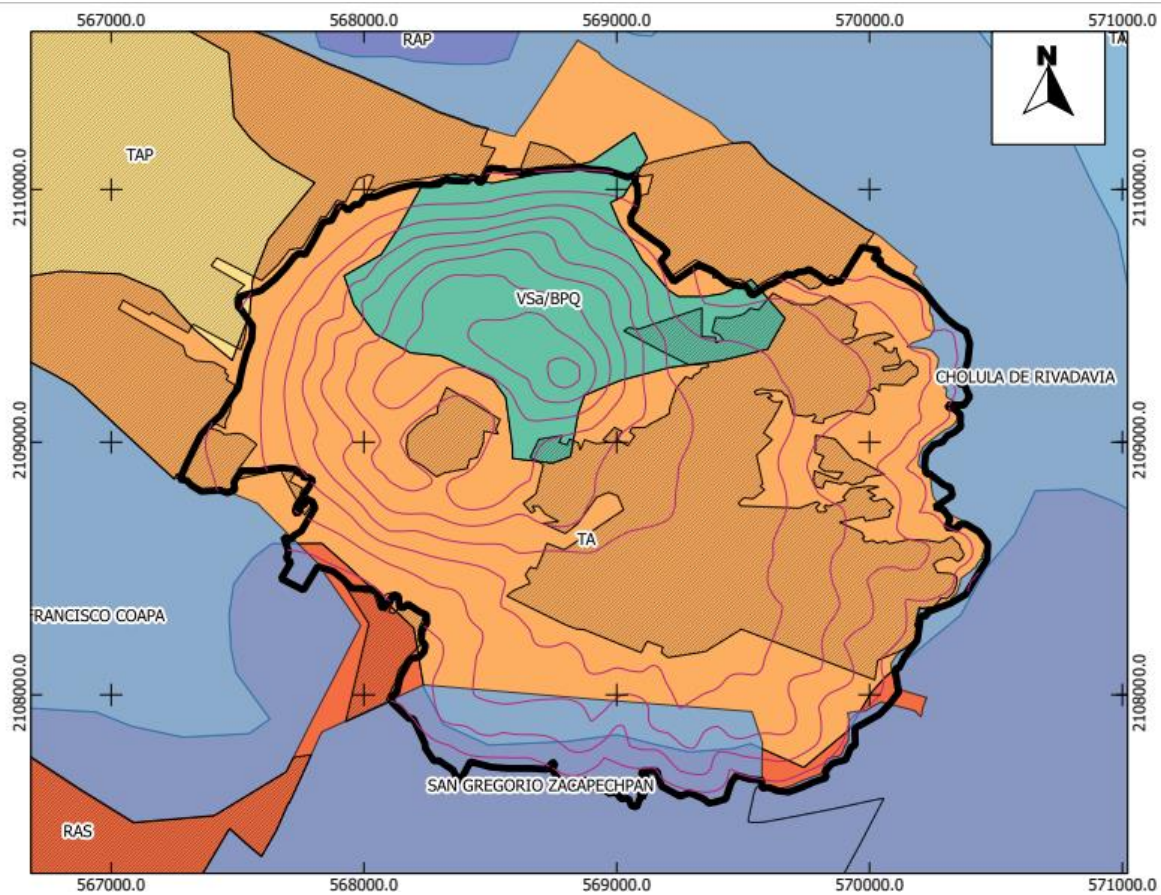 567000.0 568000.0 569000.0 570000.0 571000.0
RAP
TA
N
TAP
2110000.0 2110000.0
VSa/BPQ
CHOLULA DE RIVADAVIA
2109000.0 2109000.0
TA
FRANCISCO COAPA
2108000.0 2108000.0
SAN GREGORIO ZACAPECHPAN
RAS
567000.0 568000.0 569000.0 570000.0 571000.0